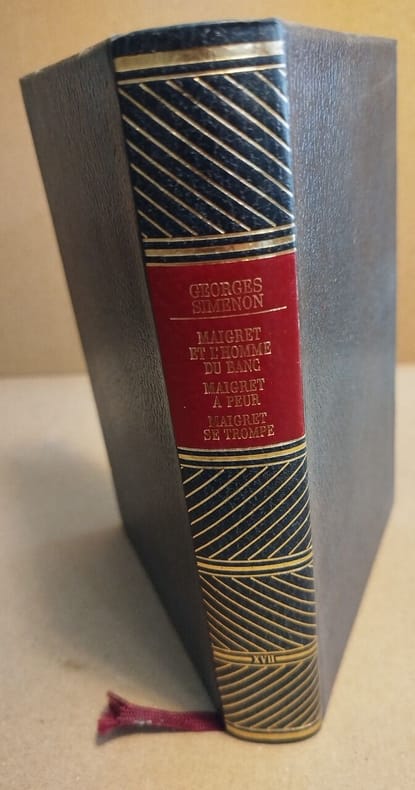 GEORGES
SIMENON
MAIGRET
ET L'HOMME
DU BANC
MAIGRET
A PEUR
MAIGRET
SE TROMPE
XVII